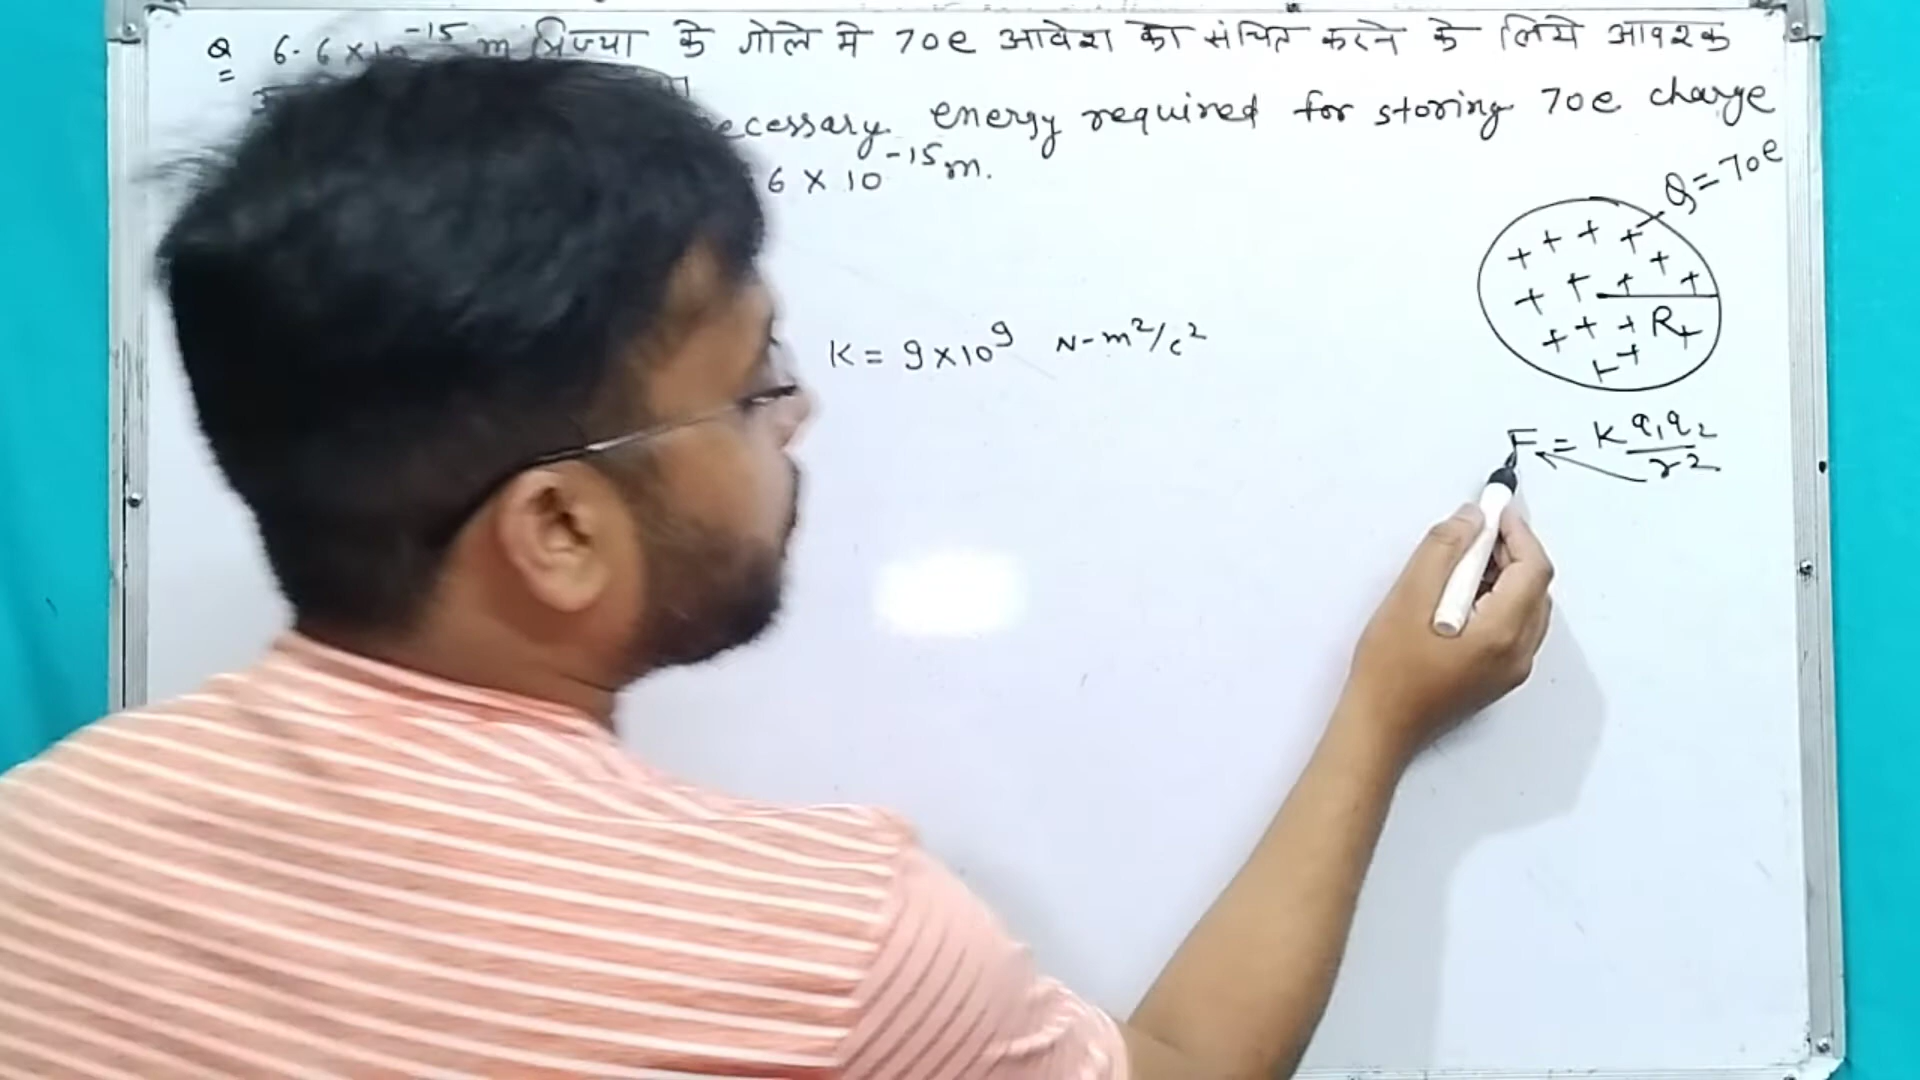 Q 6.6 × 10⁻¹⁵ m त्रिज्या के गोले मे 70e आवेश को संचित करने के लिये आवश्यक
ecessary energy required for storing 70e charge
6 × 10⁻¹⁵ m.
Q = 70e
+ + + + + + + + + + + + + + +
R
K = 9×10⁹ N-m²/c²
F = K q₁q₂/r²